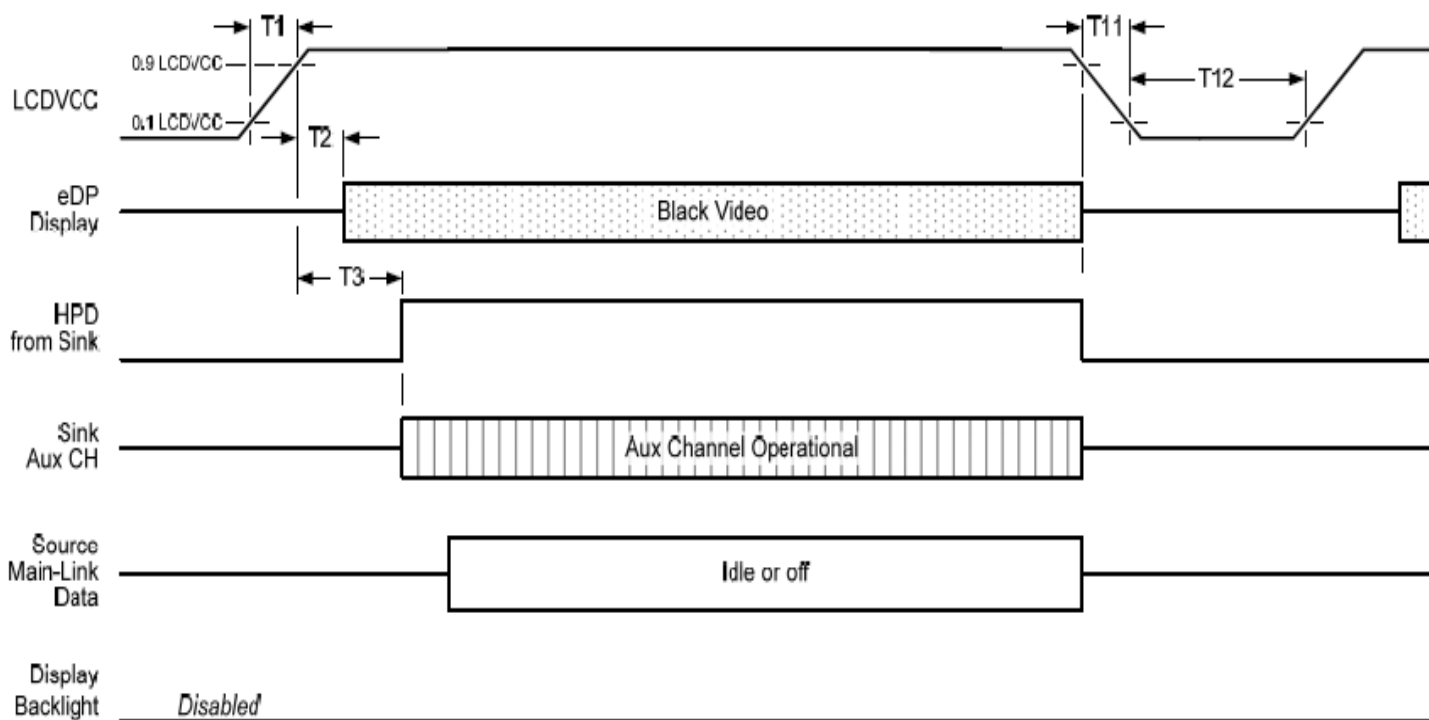 T1
T11
0.9 LCDVCC
LCDVCC
T12
0.1 LCDVCC
T2
eDP
Display
Black Video
T3
HPD
from Sink
Sink
Aux CH
Aux Channel Operational
Source
Main-Link
Data
Idle or off
Display
Backlight
Disabled